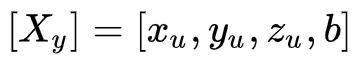 [X_y] = [x_u, y_u, z_u, b]